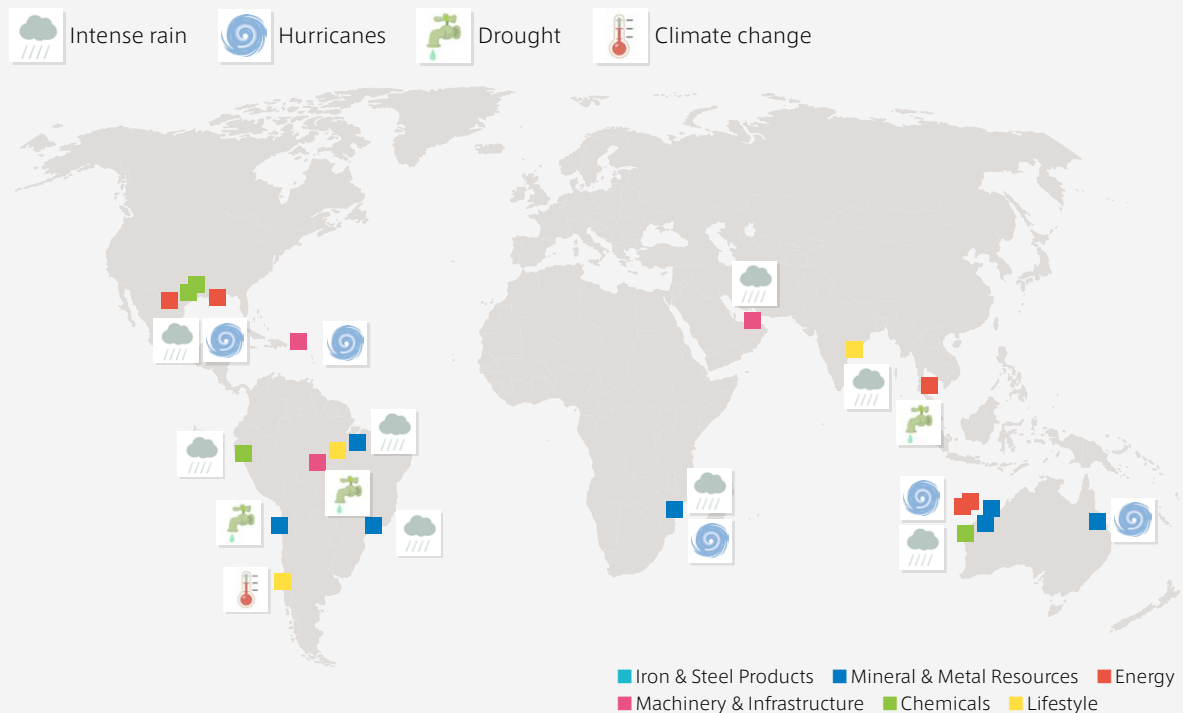 Intense rain Hurricanes Drought Climate change
Iron & Steel Products Mineral & Metal Resources Energy
Machinery & Infrastructure Chemicals Lifestyle